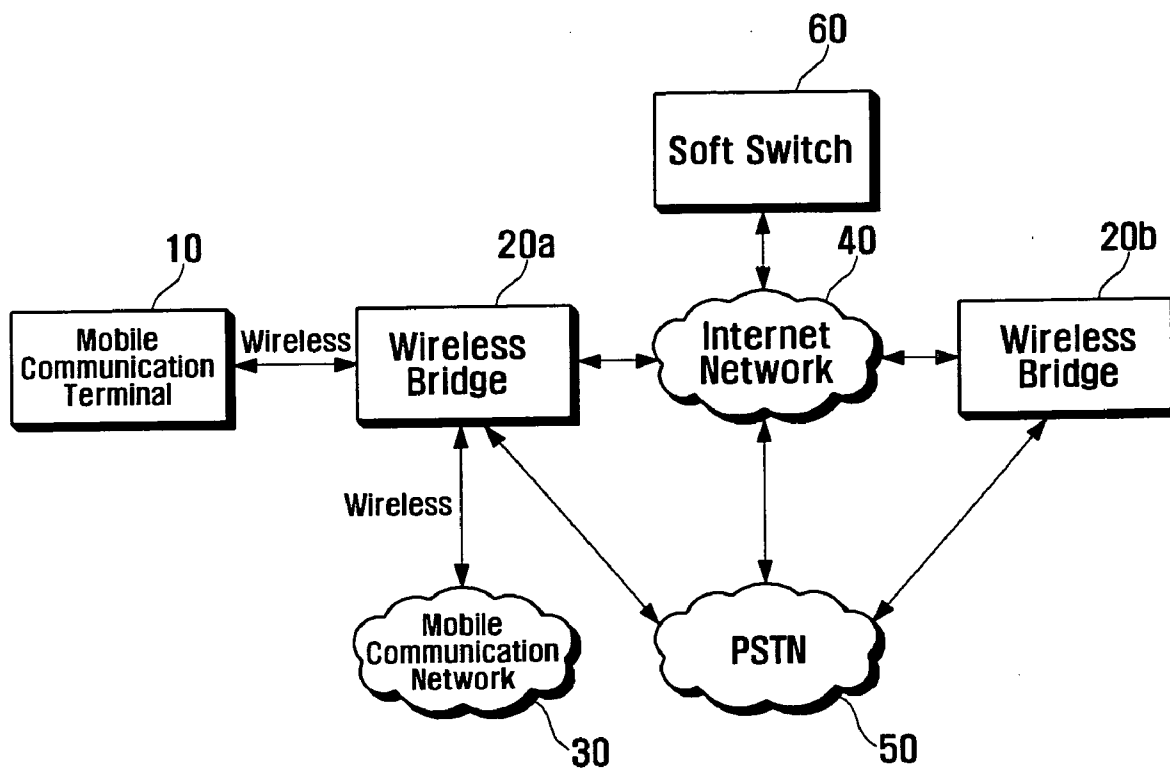 60
Soft Switch
10
20a
40
20b
Mobile
Communication
Terminal
Wireless
Wireless
Bridge
Internet
Network
Wireless
Bridge
Wireless
Mobile
Communication
Network
PSTN
30
50